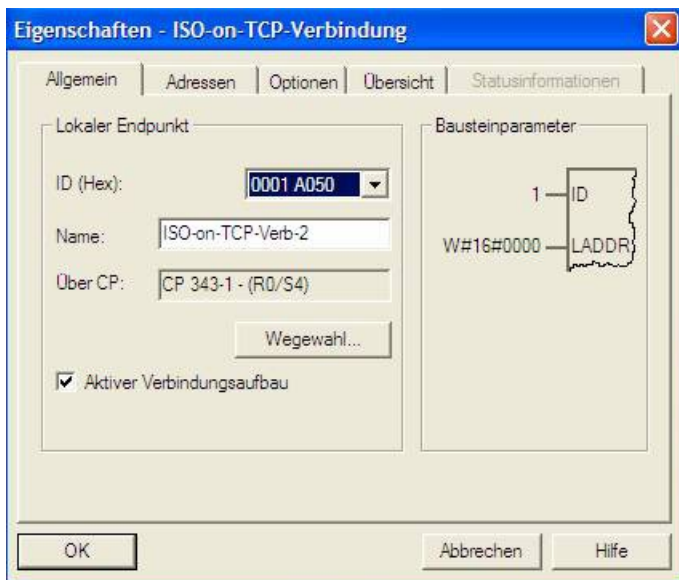 Eigenschaften - ISO-on-TCP-Verbindung
Allgemein
Adressen
Optionen
Übersicht
Statusinformationen
Lokaler Endpunkt
ID (Hex):
0001 A050
Name:
ISO-on-TCP-Verb-2
Über CP:
CP 343-1 - (R0/S4)
Wegewahl...
Aktiver Verbindungsaufbau
Bausteinparameter
1
ID
W#16#0000
LADDR
OK
Abbrechen
Hilfe